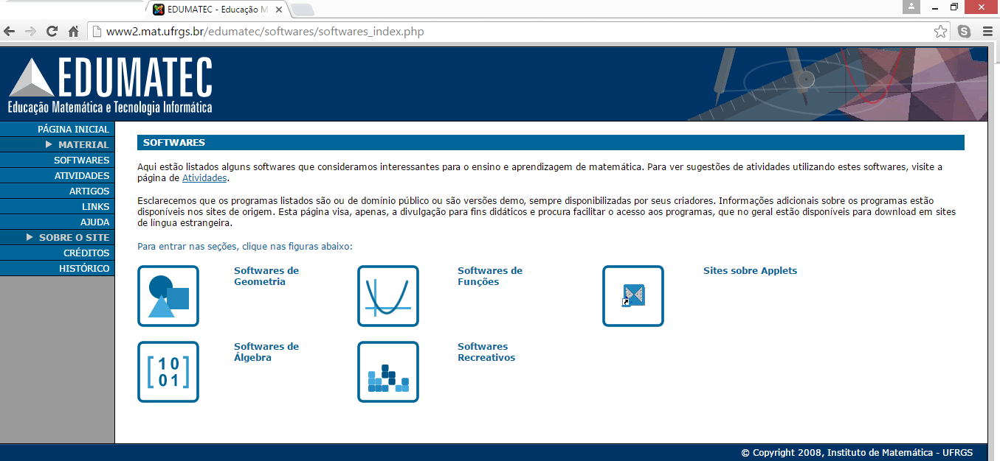 EDUMATEC - Educação M
www2.mat.ufrgs.br/edumatec/softwares/softwares_index.php
EDUMATEC
Educação Matemática e Tecnologia Informática
PÁGINA INICIAL
MATERIAL
SOFTWARES
ATIVIDADES
ARTIGOS
LINKS
AJUDA
SOBRE O SITE
CRÉDITOS
HISTÓRICO
SOFTWARES
Aqui estão listados alguns softwares que consideramos interessantes para o ensino e aprendizagem de matemática. Para ver sugestões de atividades utilizando estes softwares, visite a
página de Atividades.
Esclarecemos que os programas listados são ou de domínio público ou são versões demo, sempre disponibilizadas por seus criadores. Informações adicionais sobre os programas estão
disponíveis nos sites de origem. Esta página visa, apenas, a divulgação para fins didáticos e procura facilitar o acesso aos programas, que no geral estão disponíveis para download em sites
de língua estrangeira.
Para entrar nas seções, clique nas figuras abaixo:
Softwares de
Geometria
Softwares de
Funções
Sites sobre Applets
1 0
0 1
Softwares de
Álgebra
Softwares
Recreativos
© Copyright 2008, Instituto de Matemática - UFRGS